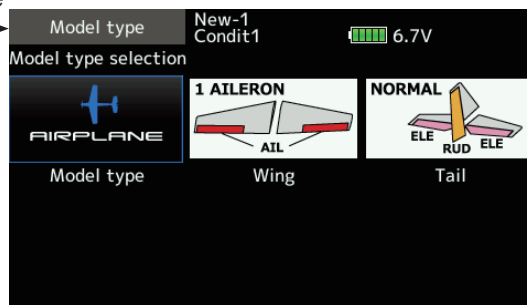 Model type
New-1
Condit1
6.7V
Model type selection
AIRPLANE
1 AILERON
AIL
NORMAL
ELE
RUD
ELE
Model type
Wing
Tail